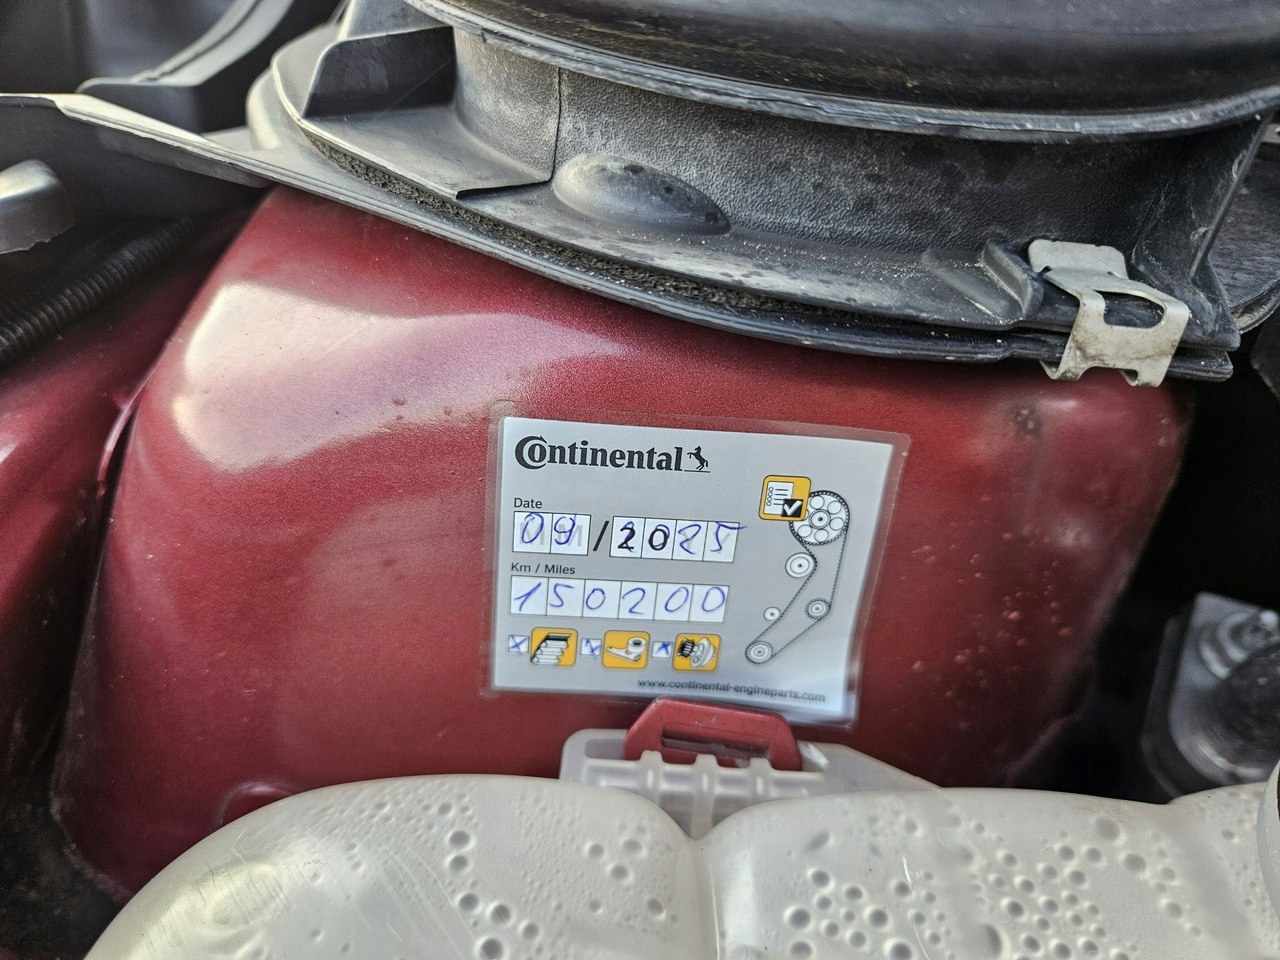 Continental
Date
09/2025
Km / Miles
150200
www.continental-engineparts.com